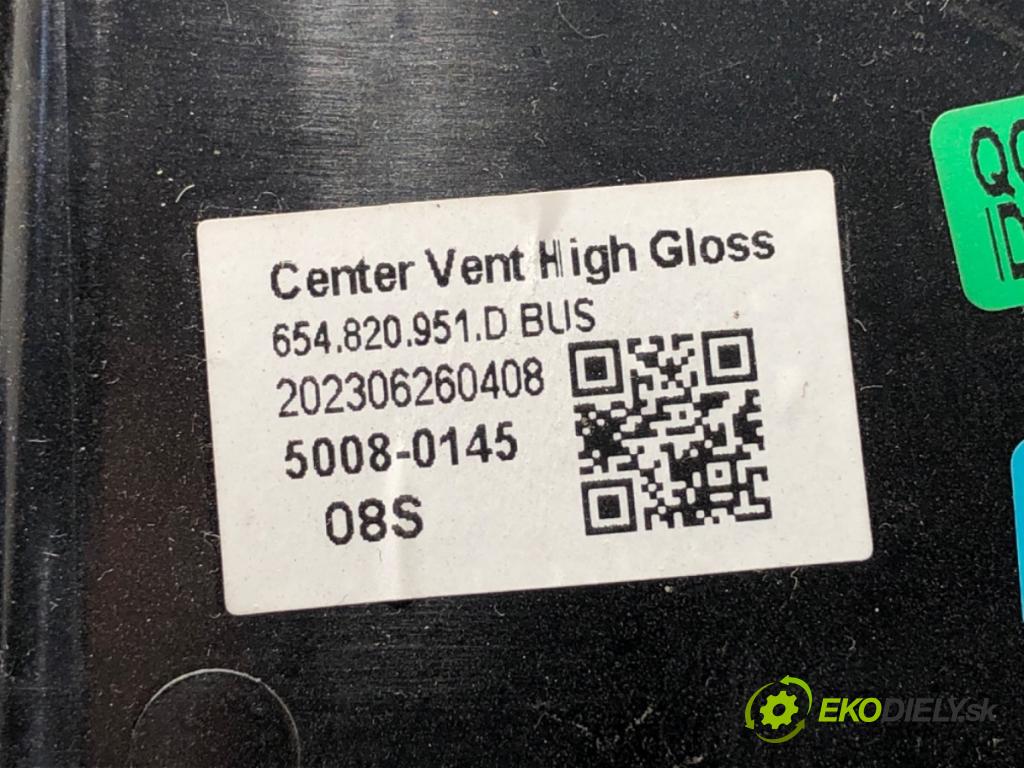 Center Vent High Gloss
654.820.951.D BUS
202306260408
5008-0145
08S
EKODIELY.sk